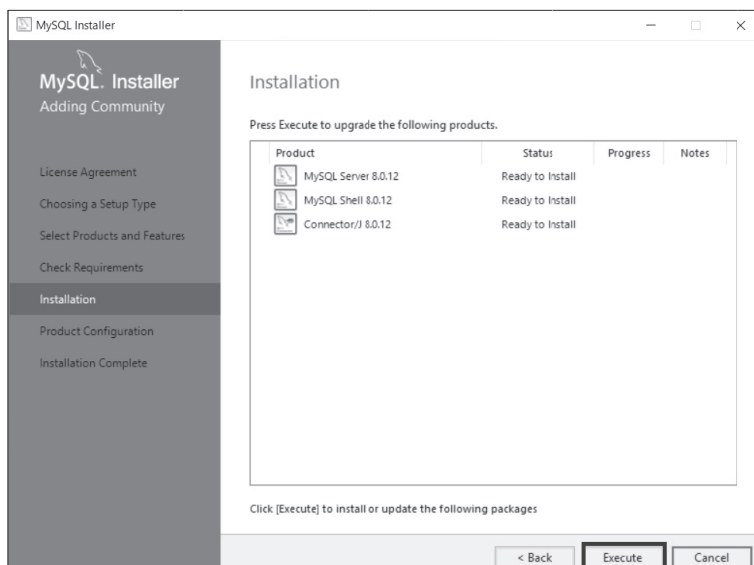 MySQL Installer
MySQL. Installer
Adding Community
License Agreement
Choosing a Setup Type
Select Products and Features
Check Requirements
Installation
Product Configuration
Installation Complete
Installation
Press Execute to upgrade the following products.
Product Status Progress Notes
MySQL Server 8.0.12 Ready to Install
MySQL Shell 8.0.12 Ready to Install
Connector/J 8.0.12 Ready to Install
Click [Execute] to install or update the following packages
< Back Execute Cancel